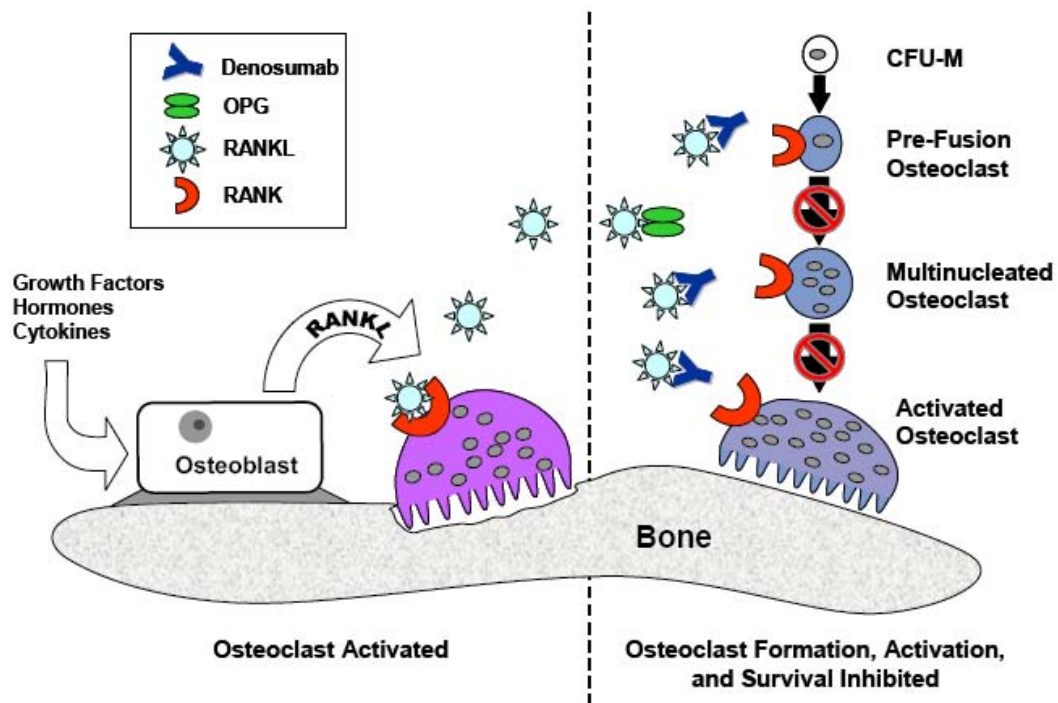 Denosumab
OPG
RANKL
RANK
Growth Factors
Hormones
Cytokines
RANKL
Osteoblast
Bone
Osteoclast Activated
CFU-M
Pre-Fusion
Osteoclast
Multinucleated
Osteoclast
Activated
Osteoclast
Osteoclast Formation, Activation,
and Survival Inhibited